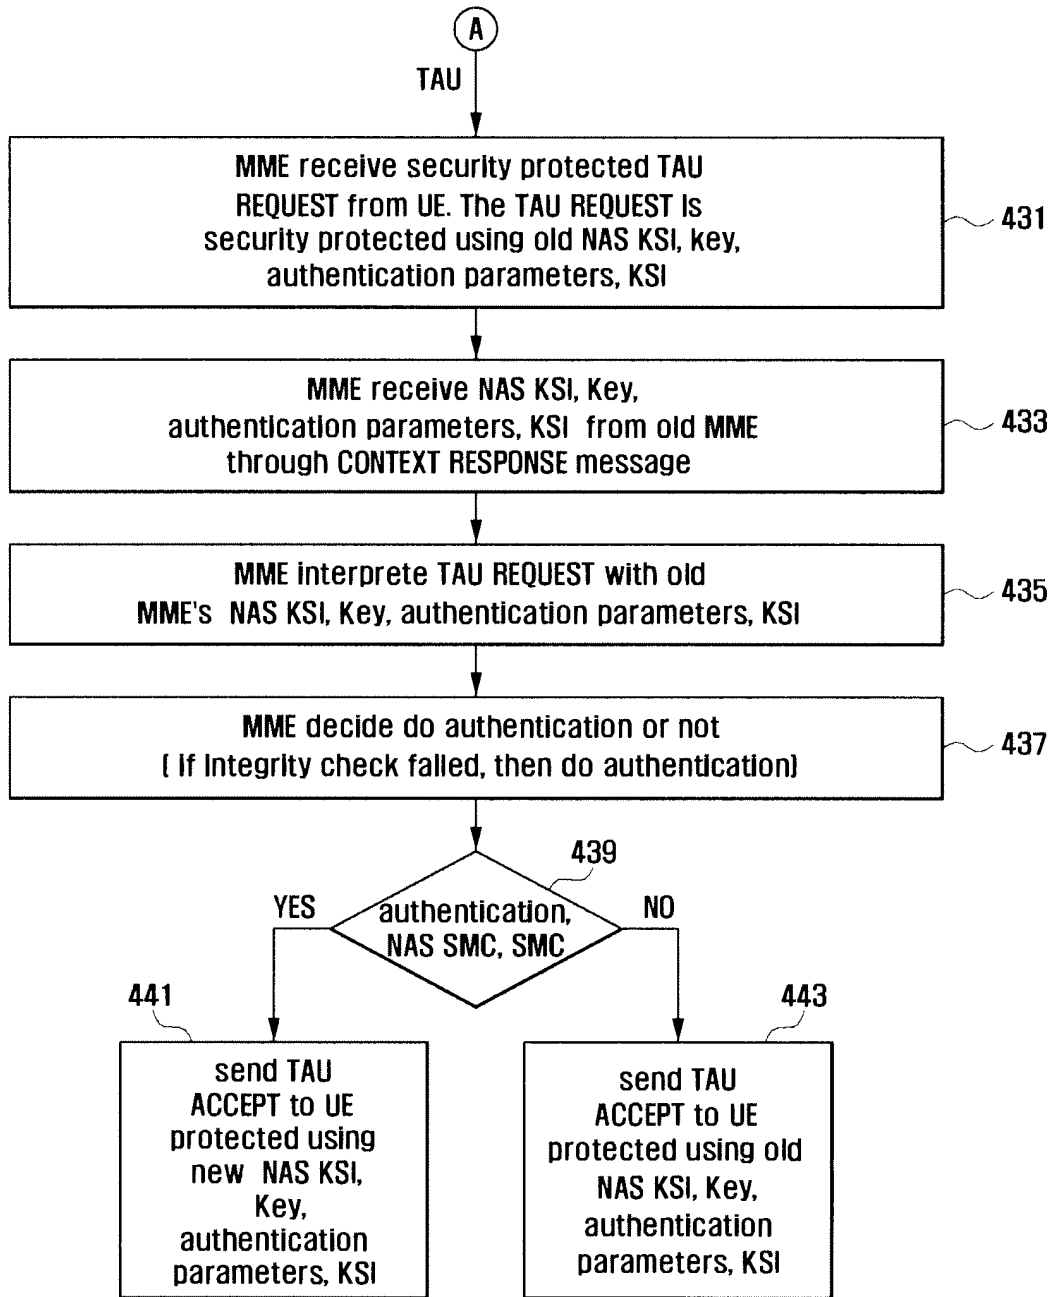 A
TAU
MME receive security protected TAU
REQUEST from UE. The TAU REQUEST is
security protected using old NAS KSI, key,
authentication parameters, KSI
431
MME receive NAS KSI, Key,
authentication parameters, KSI from old MME
through CONTEXT RESPONSE message
433
MME interprete TAU REQUEST with old
MME's NAS KSI, Key, authentication parameters, KSI
435
MME decide do authentication or not
( if integrity check failed, then do authentication)
437
439
YES
authentication,
NAS SMC, SMC
NO
441
send TAU
ACCEPT to UE
protected using
new NAS KSI,
Key,
authentication
parameters, KSI
443
send TAU
ACCEPT to UE
protected using old
NAS KSI, Key,
authentication
parameters, KSI